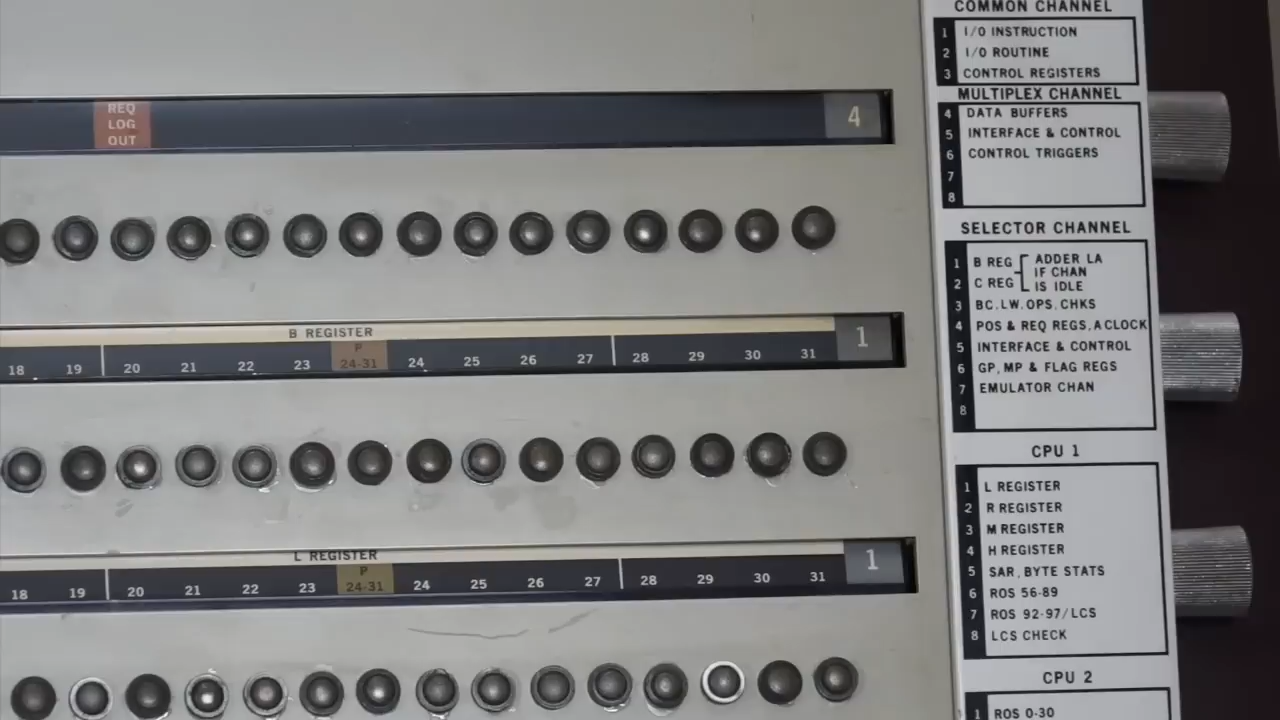 COMMON CHANNEL
1 I/O INSTRUCTION
2 I/O ROUTINE
3 CONTROL REGISTERS
MULTIPLEX CHANNEL
4 DATA BUFFERS
5 INTERFACE & CONTROL
6 CONTROL TRIGGERS
7
8
REQ
LOG
OUT
4
SELECTOR CHANNEL
1 B REG
2 C REG
ADDER LA
IF CHAN
IS IDLE
3 BC.LW.OPS.CHKS
4 POS & REQ REGS, A CLOCK
5 INTERFACE & CONTROL
6 GP, MP & FLAG REGS
7 EMULATOR CHAN
8
B REGISTER
18 19 20 21 22 23 P 24-31 24 25 26 27 28 29 30 31
1
CPU 1
1 L REGISTER
2 R REGISTER
3 M REGISTER
4 H REGISTER
5 SAR, BYTE STATS
6 ROS 56-89
7 ROS 92-97/LCS
8 LCS CHECK
L REGISTER
18 19 20 21 22 23 P 24-31 24 25 26 27 28 29 30 31
1
CPU 2
1 ROS 0-30